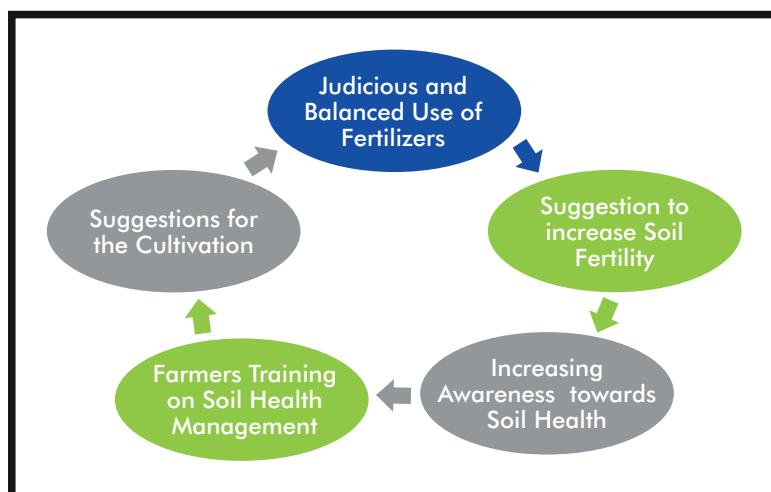 Judicious and
Balanced Use of
Fertilizers
Suggestion to
increase Soil
Fertility
Increasing
Awareness towards
Soil Health
Farmers Training
on Soil Health
Management
Suggestions for
the Cultivation